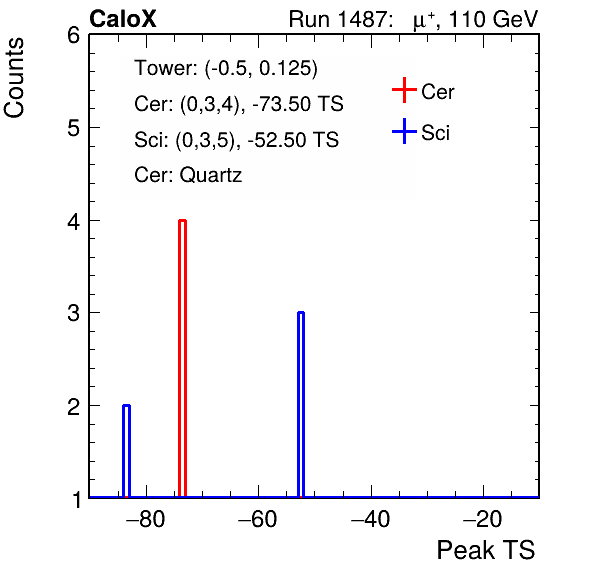 CaloX Run 1487: μ⁺, 110 GeV
Counts
6
5
4
3
2
1
Tower: (-0.5, 0.125)
Cer: (0,3,4), -73.50 TS
Sci: (0,3,5), -52.50 TS
Cer: Quartz
Cer
Sci
−80 −60 −40 −20
Peak TS